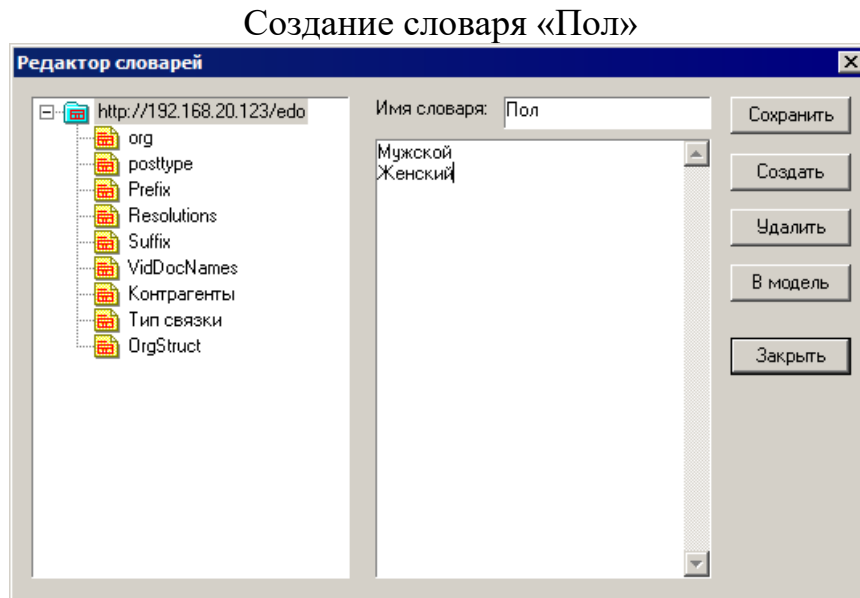 Создание словаря «Пол»
Редактор словарей
http://192.168.20.123/edo
org
posttype
Prefix
Resolutions
Suffix
VidDocNames
Контрагенты
Тип связки
OrgStruct
Имя словаря: Пол
Мужской
Женский
Сохранить
Создать
Удалить
В модель
Закрыть